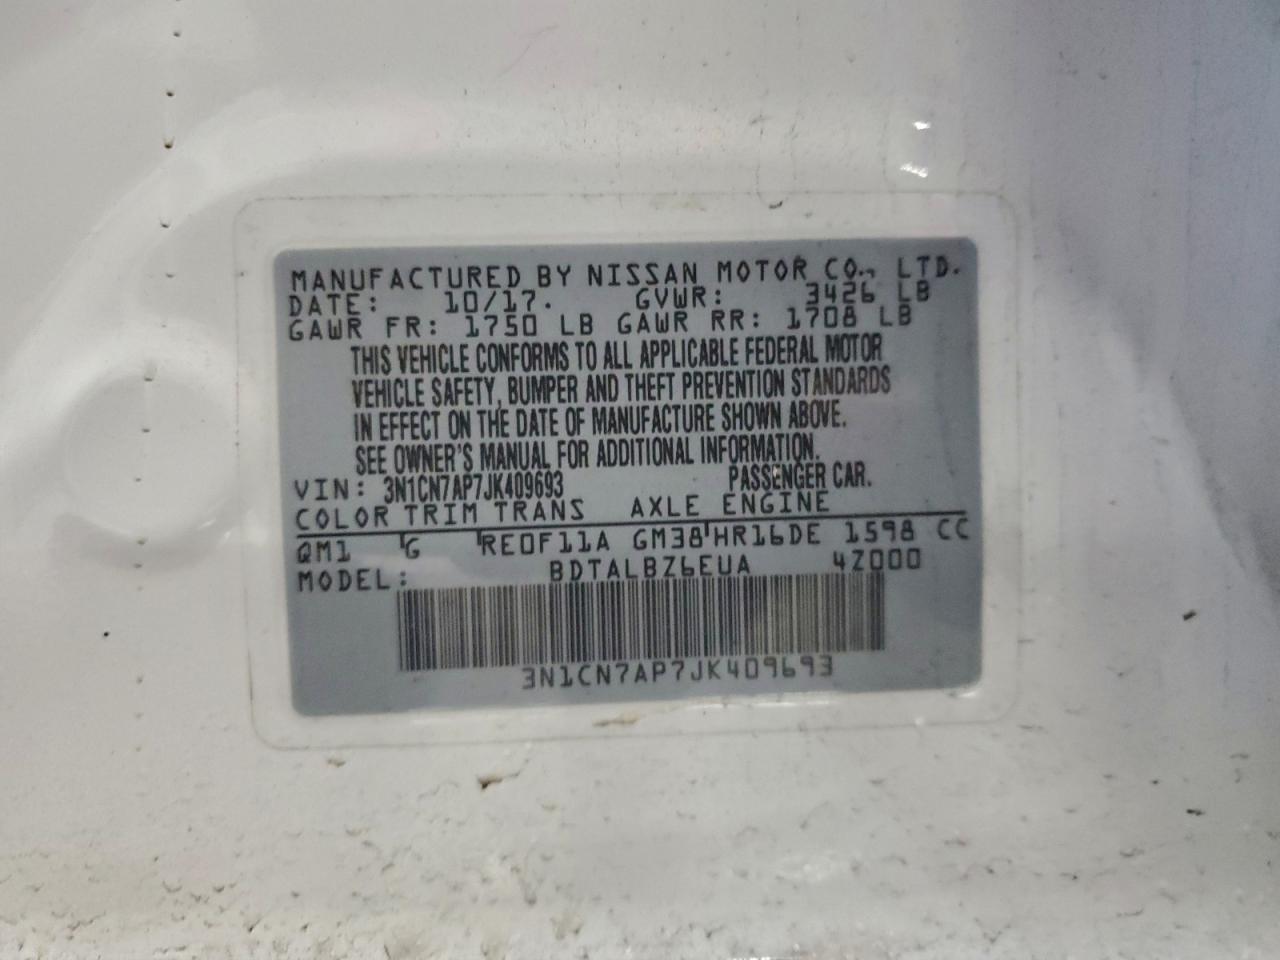 MANUFACTURED BY NISSAN MOTOR CO., LTD.
DATE: 10/17. GVWR: 3426 LB
GAWR FR: 1750 LB GAWR RR: 1708 LB
THIS VEHICLE CONFORMS TO ALL APPLICABLE FEDERAL MOTOR
VEHICLE SAFETY, BUMPER AND THEFT PREVENTION STANDARDS
IN EFFECT ON THE DATE OF MANUFACTURE SHOWN ABOVE.
SEE OWNER'S MANUAL FOR ADDITIONAL INFORMATION.
VIN: 3N1CN7AP7JK409693 PASSENGER CAR.
COLOR TRIM TRANS AXLE ENGINE
QM1 G RE0F11A GM38 HR16DE 1598 CC
MODEL: BDTALBZ6EUA 4Z000
3N1CN7AP7JK409693